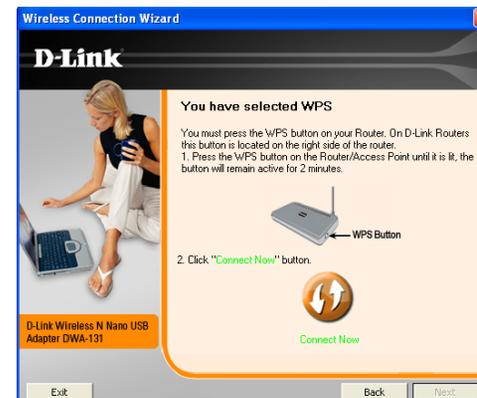 Wireless Connection Wizard
D-Link
You have selected WPS
You must press the WPS button on your Router. On D-Link Routers
this button is located on the right side of the router.
1. Press the WPS button on the Router/Access Point until it is lit, the
button will remain active for 2 minutes.
WPS Button
2. Click "Connect Now" button.
Connect Now
D-Link Wireless N Nano USB
Adapter DWA-131
Exit
Back
Next